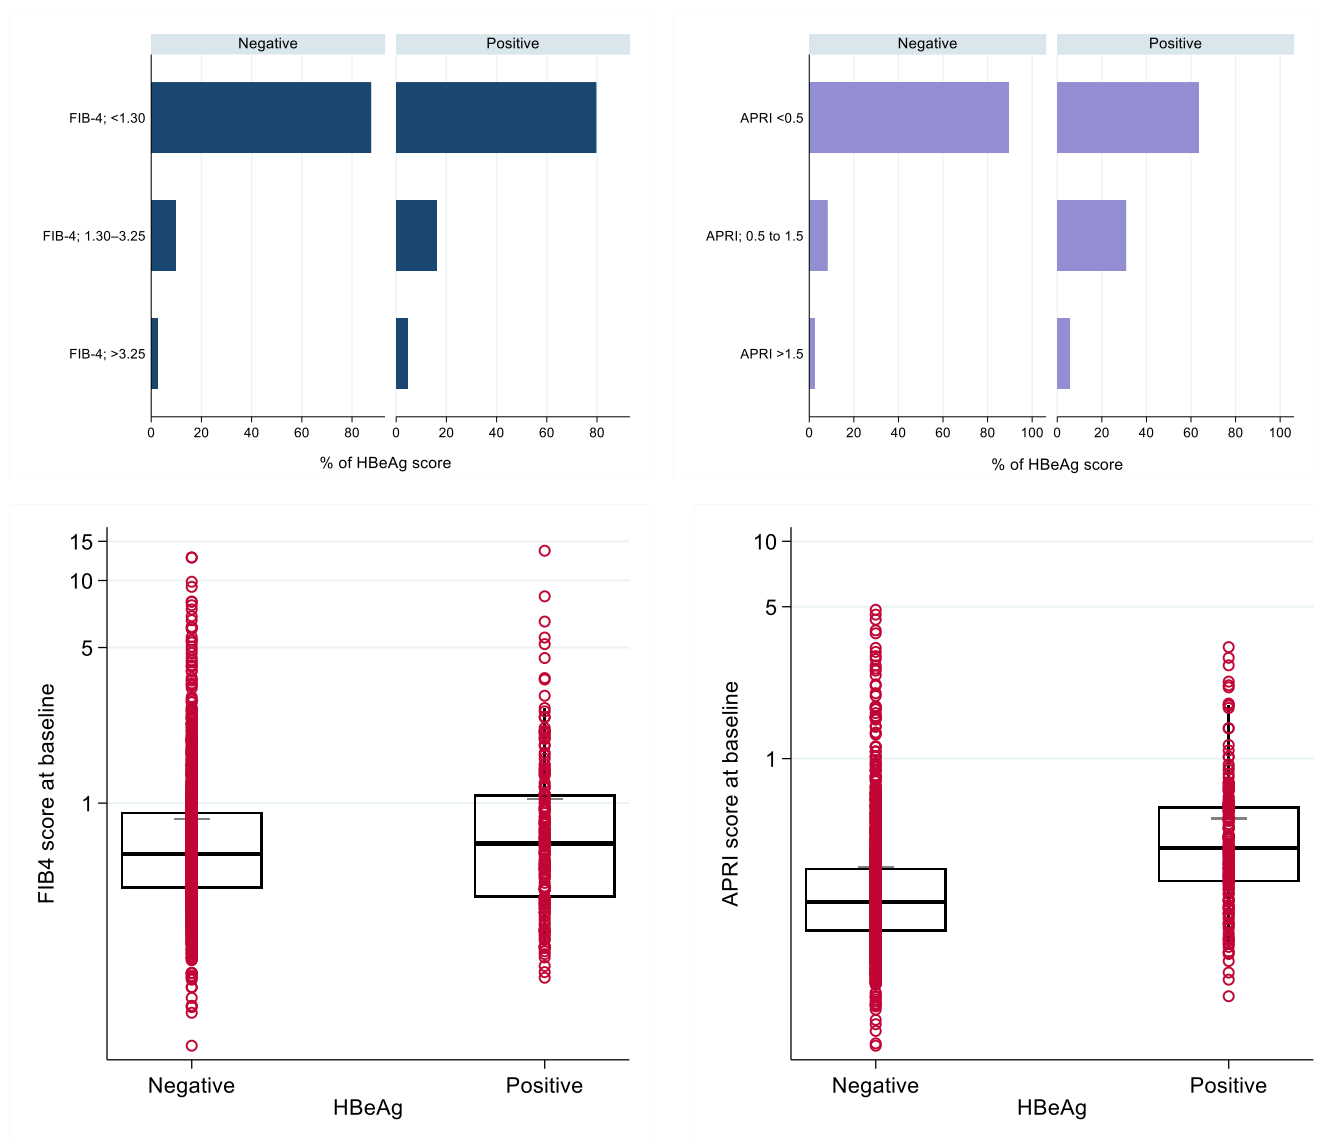 Negative Positive
FIB-4; <1.30
FIB-4; 1.30–3.25
FIB-4; >3.25
0 20 40 60 80 0 20 40 60 80
% of HBeAg score
Negative Positive
APRI <0.5
APRI; 0.5 to 1.5
APRI >1.5
0 20 40 60 80 100 0 20 40 60 80 100
% of HBeAg score
FIB4 score at baseline
15
10
5
1
Negative Positive
HBeAg
APRI score at baseline
10
5
1
Negative Positive
HBeAg